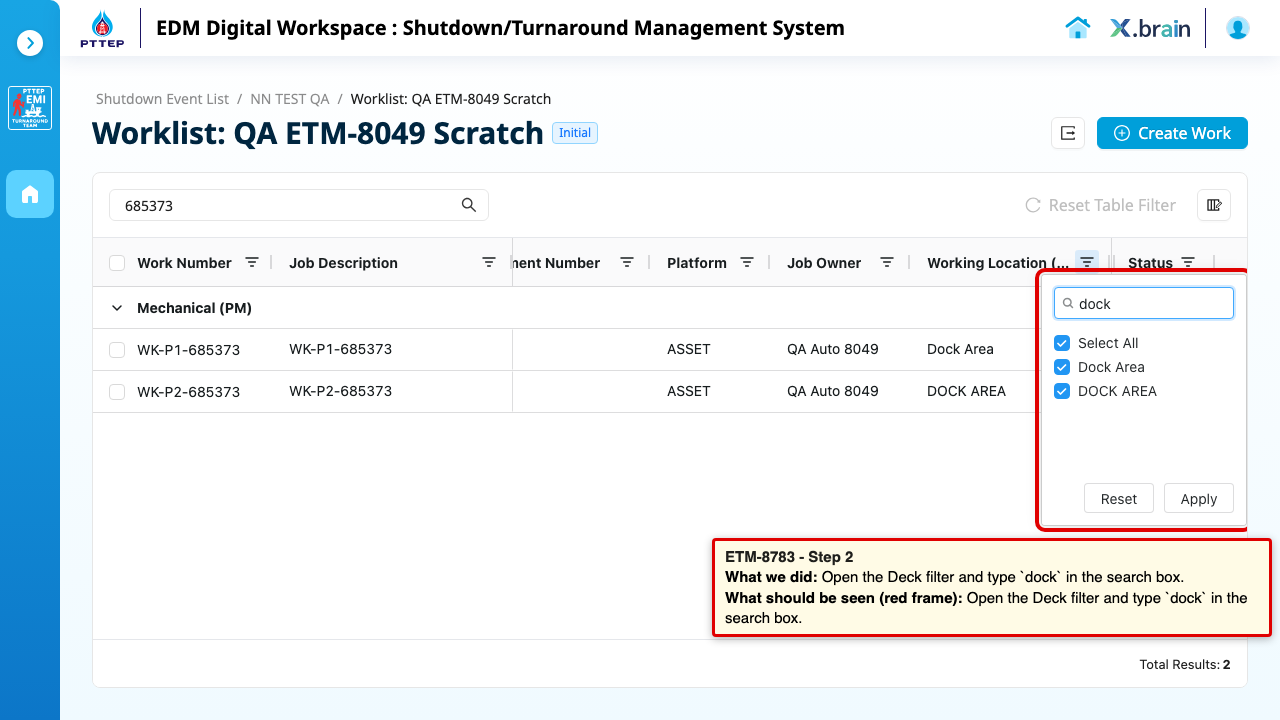 PTTEP
EDM Digital Workspace : Shutdown/Turnaround Management System
X.brain
PTTEP
EMI
TURNAROUND
TEAM
Shutdown Event List / NN TEST QA / Worklist: QA ETM-8049 Scratch
Worklist: QA ETM-8049 Scratch Initial
Create Work
685373
Reset Table Filter
Work Number Job Description ent Number Platform Job Owner Working Location (... Status
Mechanical (PM)
WK-P1-685373 WK-P1-685373 ASSET QA Auto 8049 Dock Area
WK-P2-685373 WK-P2-685373 ASSET QA Auto 8049 DOCK AREA
dock
Select All
Dock Area
DOCK AREA
Reset Apply
ETM-8783 - Step 2
What we did: Open the Deck filter and type `dock` in the search box.
What should be seen (red frame): Open the Deck filter and type `dock` in the
search box.
Total Results: 2